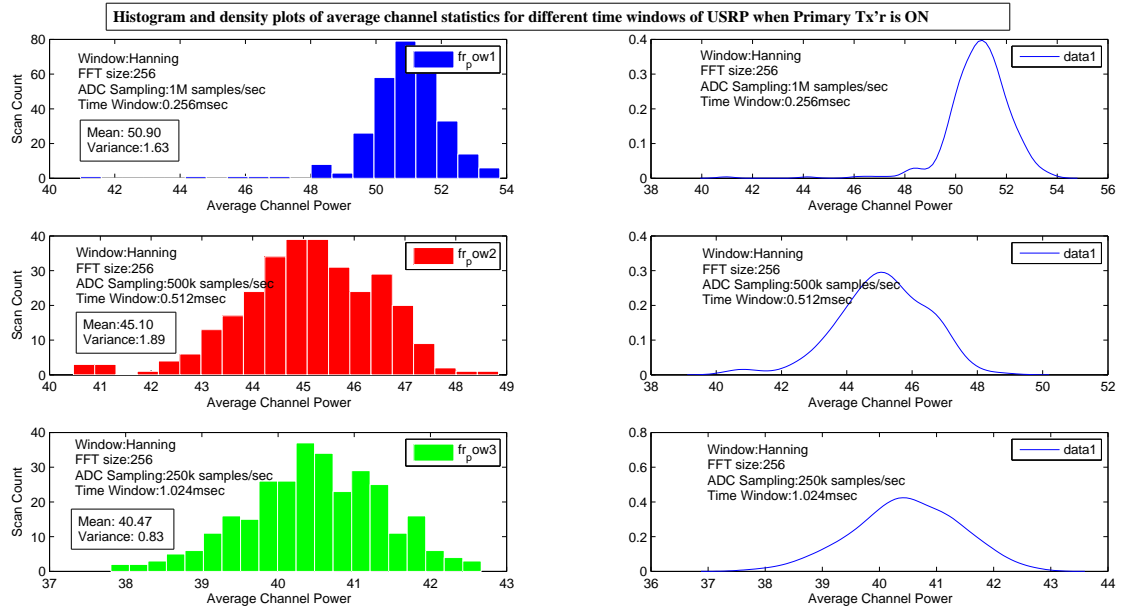 Histogram and density plots of average channel statistics for different time windows of USRP when Primary Tx'r is ON
80
60
40
20
0
Scan Count
Window:Hanning
FFT size:256
ADC Sampling:1M samples/sec
Time Window:0.256msec
Mean: 50.90
Variance:1.63
fr_pow1
40 42 44 46 48 50 52 54
Average Channel Power
0.4
0.3
0.2
0.1
0
Window:Hanning
FFT size:256
ADC Sampling:1M samples/sec
Time Window:0.256msec
data1
38 40 42 44 46 48 50 52 54 56
Average Channel Power
40
30
20
10
0
Scan Count
Window:Hanning
FFT size:256
ADC Sampling:500k samples/sec
Time Window:0.512msec
Mean:45.10
Variance:1.89
fr_pow2
40 41 42 43 44 45 46 47 48 49
Average Channel Power
0.4
0.3
0.2
0.1
0
Window:Hanning
FFT size:256
ADC Sampling:500k samples/sec
Time Window:0.512msec
data1
38 40 42 44 46 48 50 52
Average Channel Power
40
30
20
10
0
Scan Count
Window:Hanning
FFT size:256
ADC Sampling:250k samples/sec
Time Window:1.024msec
Mean: 40.47
Variance: 0.83
fr_pow3
37 38 39 40 41 42 43
Average Channel Power
0.8
0.6
0.4
0.2
0
Window:Hanning
FFT size:256
ADC Sampling:250k samples/sec
Time Window:1.024msec
data1
36 37 38 39 40 41 42 43 44
Average Channel Power